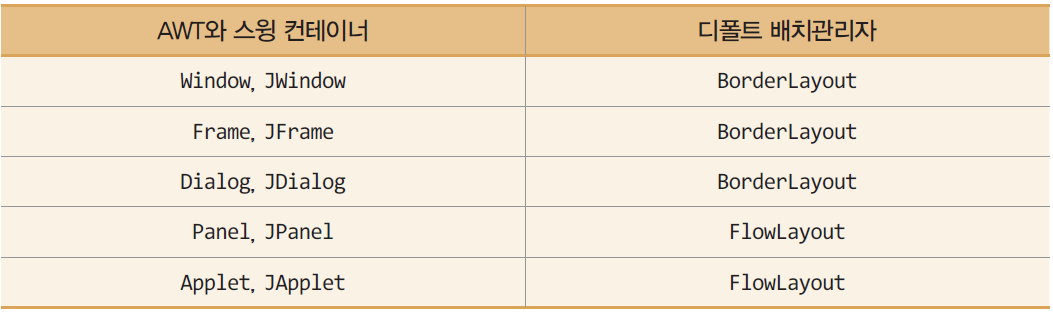 AWT와 스윙 컨테이너 디폴트 배치관리자
Window, JWindow BorderLayout
Frame, JFrame BorderLayout
Dialog, JDialog BorderLayout
Panel, JPanel FlowLayout
Applet, JApplet FlowLayout